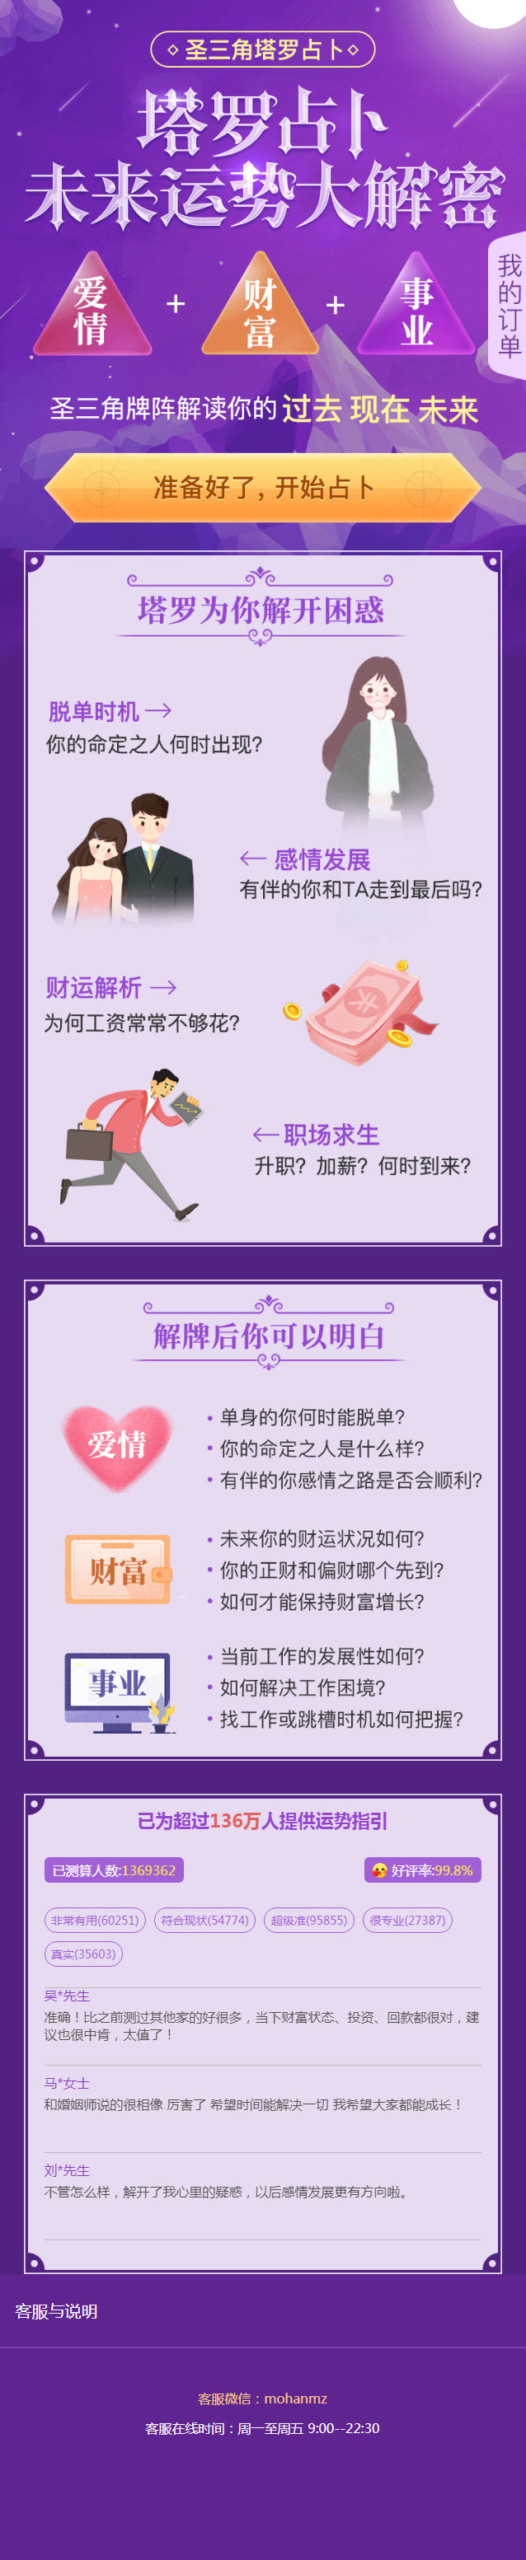 圣三角塔罗占卜
塔罗占卜
未来运势大解密
我的订单
爱情
+
财富
+
事业
圣三角牌阵解读你的过去 现在 未来
准备好了，开始占卜
塔罗为你解开困惑
脱单时机
你的命定之人何时出现？
感情发展
有伴的你和TA走到最后吗？
财运解析
为何工资常常不够花？
职场求生
升职？加薪？何时到来？
解牌后你可以明白
爱情
• 单身的你何时能脱单？
• 你的命定之人是什么样？
• 有伴的你感情之路是否会顺利？
财富
• 未来你的财运状况如何？
• 你的正财和偏财哪个先到？
• 如何才能保持财富增长？
事业
• 当前工作的发展性如何？
• 如何解决工作困境？
• 找工作或跳槽时机如何把握？
已为超过136万人提供运势指引
已测算人数:1369362
好评率:99.8%
非常有用(60251) 符合现状(54774) 超级准(95855) 很专业(27387)
真实(35603)
吴*先生
准确！比之前测过其他家的好很多，当下财富状态、投资、回款都很对，建
议也很中肯，太值了！
马*女士
和婚姻师说的很相像 厉害了 希望时间能解决一切 我希望大家都能成长！
刘*先生
不管怎么样，解开了我心里的疑惑，以后感情发展更有方向啦。
客服与说明
客服微信：mohanmz
客服在线时间：周一至周五 9:00--22:30